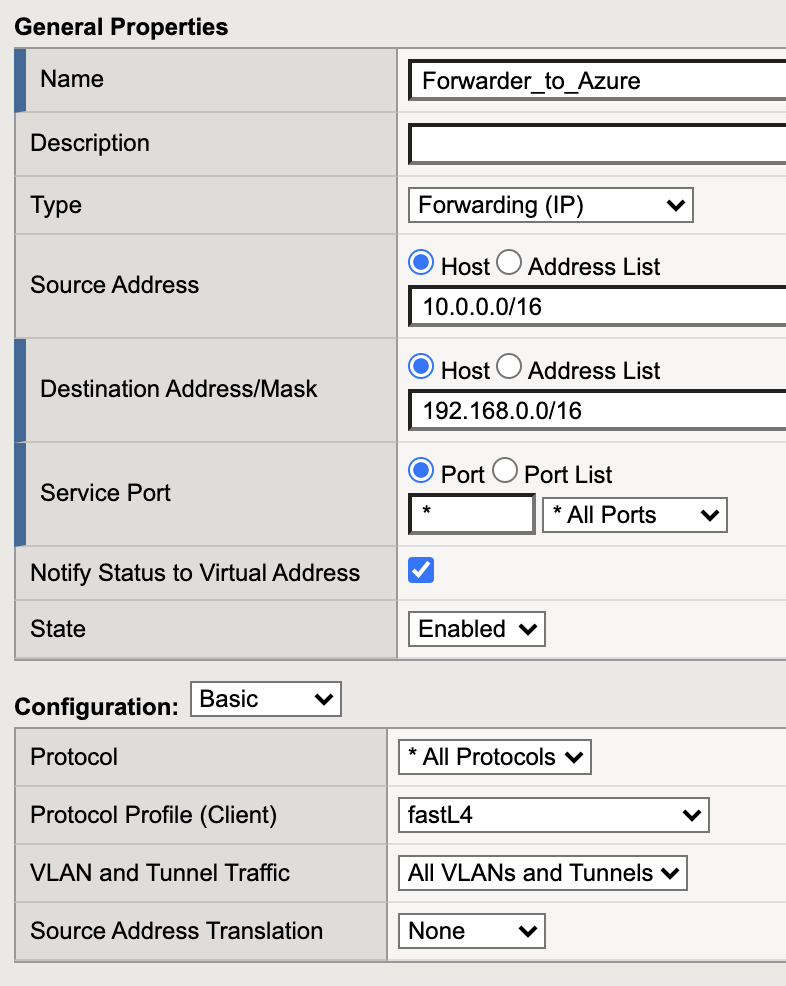 General Properties
Name Forwarder_to_Azure
Description
Type Forwarding (IP)
Source Address Host Address List
10.0.0.0/16
Destination Address/Mask Host Address List
192.168.0.0/16
Service Port Port Port List
* * All Ports
Notify Status to Virtual Address
State Enabled
Configuration: Basic
Protocol * All Protocols
Protocol Profile (Client) fastL4
VLAN and Tunnel Traffic All VLANs and Tunnels
Source Address Translation None